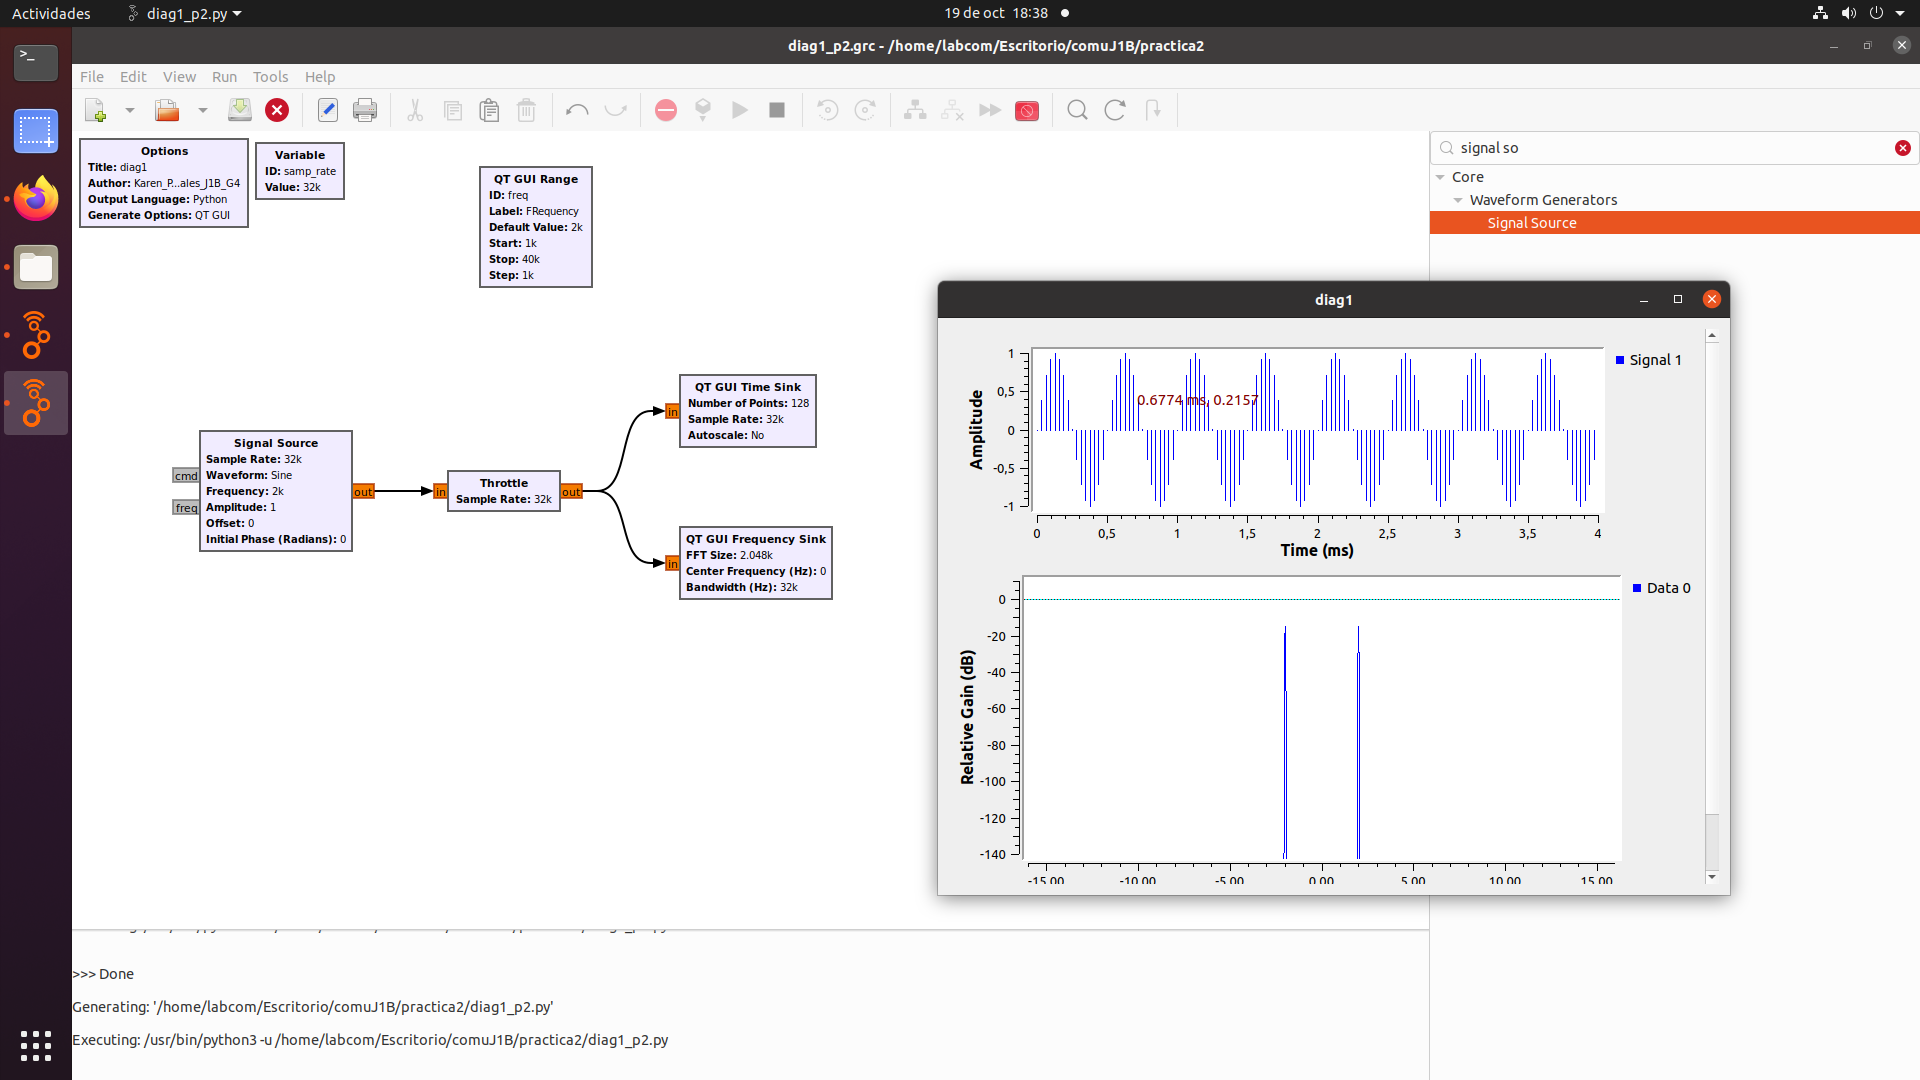 Actividades
diag1_p2.py
19 de oct 18:38
diag1_p2.grc - /home/labcom/Escritorio/comuJ1B/practica2
File Edit View Run Tools Help
Options
Title: diag1
Author: Karen_P...ales_J1B_G4
Output Language: Python
Generate Options: QT GUI
Variable
ID: samp_rate
Value: 32k
QT GUI Range
ID: freq
Label: FRequency
Default Value: 2k
Start: 1k
Stop: 40k
Step: 1k
signal so
Core
Waveform Generators
Signal Source
Signal Source
Sample Rate: 32k
Waveform: Sine
Frequency: 2k
Amplitude: 1
Offset: 0
Initial Phase (Radians): 0
cmd
freq
out
in
Throttle
Sample Rate: 32k
out
in
QT GUI Time Sink
Number of Points: 128
Sample Rate: 32k
Autoscale: No
in
QT GUI Frequency Sink
FFT Size: 2.048k
Center Frequency (Hz): 0
Bandwidth (Hz): 32k
diag1
Amplitude
1
0,5
0
-0,5
-1
0.6774 ms, 0.2157
Signal 1
0 0,5 1 1,5 2 2,5 3 3,5 4
Time (ms)
Relative Gain (dB)
0
-20
-40
-60
-80
-100
-120
-140
Data 0
-15.00 -10.00 -5.00 0.00 5.00 10.00 15.00
>>> Done
Generating: '/home/labcom/Escritorio/comuJ1B/practica2/diag1_p2.py'
Executing: /usr/bin/python3 -u /home/labcom/Escritorio/comuJ1B/practica2/diag1_p2.py